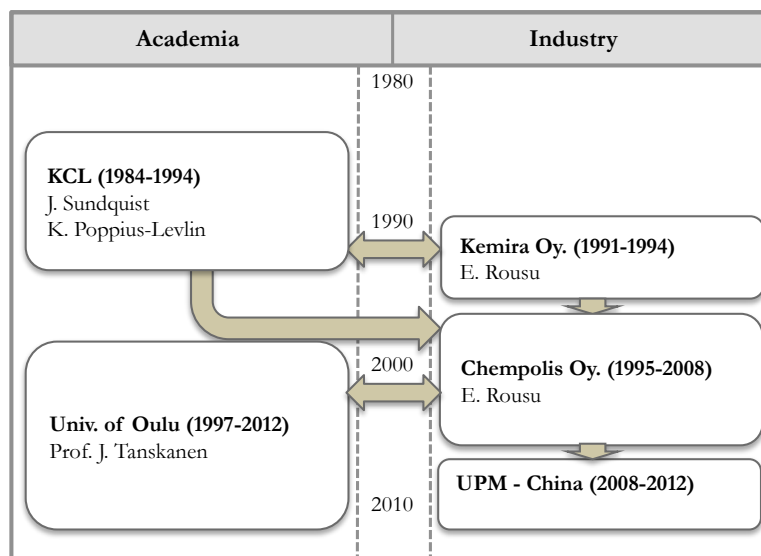 Academia
Industry
1980
KCL (1984-1994)
J. Sundquist
K. Poppius-Levlin
1990
Kemira Oy. (1991-1994)
E. Rousu
2000
Chempolis Oy. (1995-2008)
E. Rousu
Univ. of Oulu (1997-2012)
Prof. J. Tanskanen
UPM - China (2008-2012)
2010